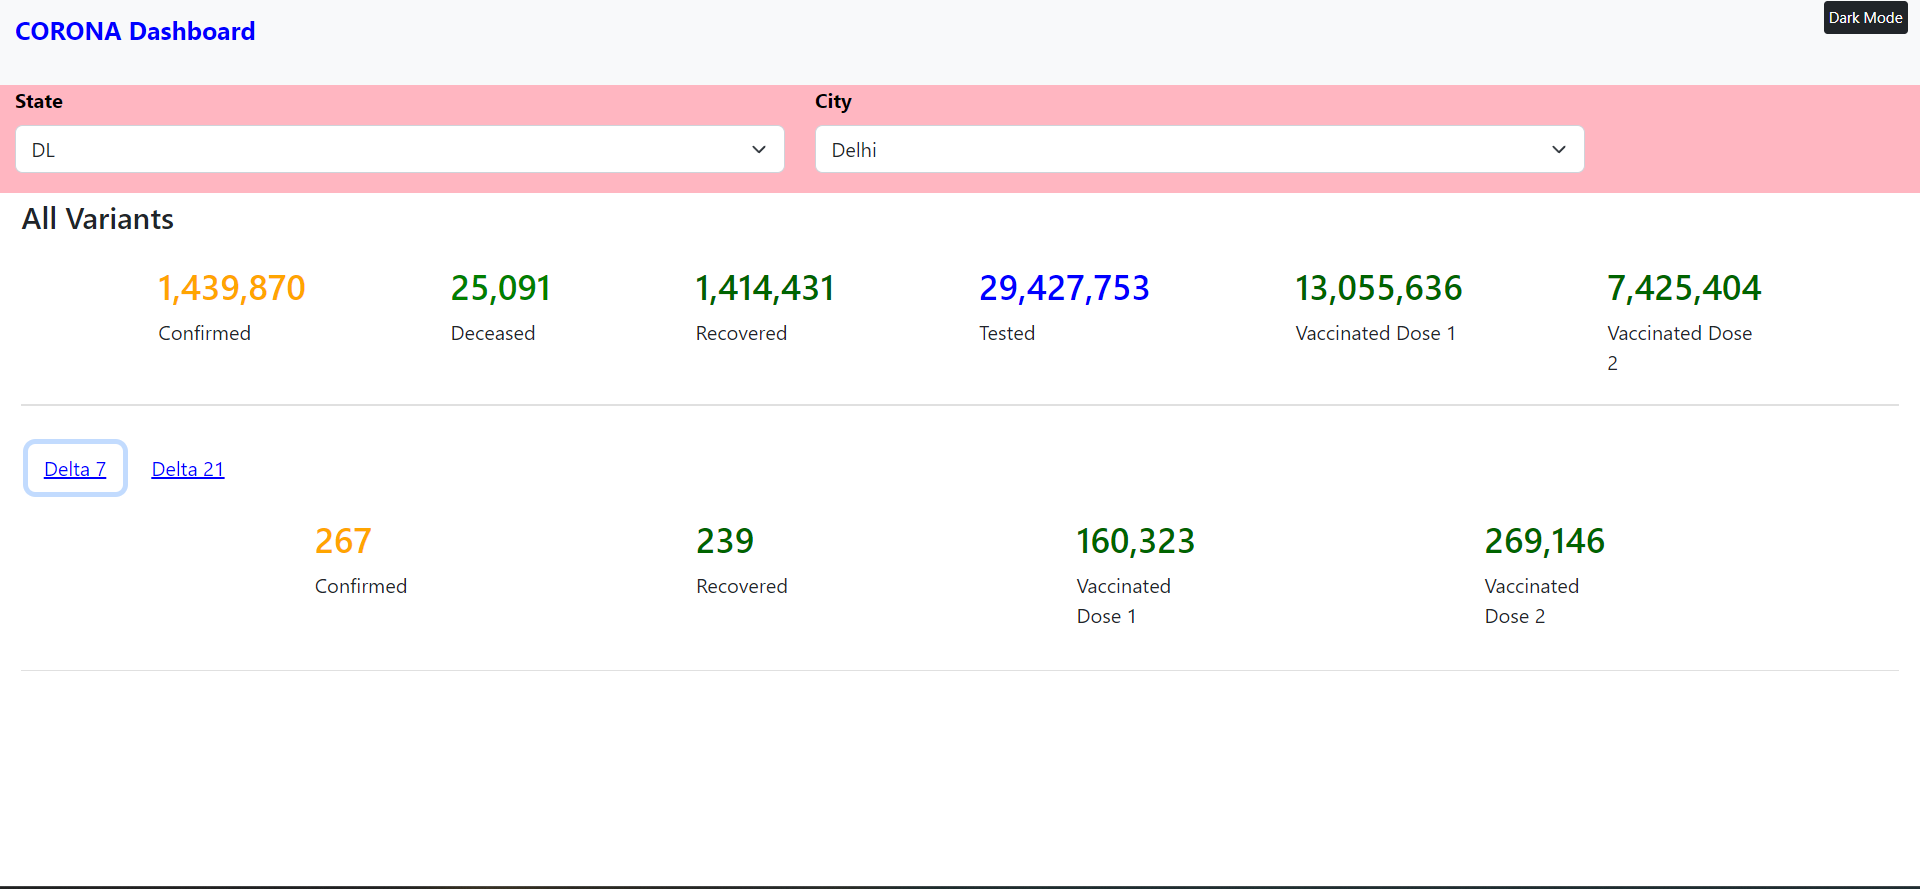 CORONA Dashboard
Dark Mode
State
City
DL
Delhi
All Variants
1,439,870
25,091
1,414,431
29,427,753
13,055,636
7,425,404
Confirmed
Deceased
Recovered
Tested
Vaccinated Dose 1
Vaccinated Dose
2
Delta 7
Delta 21
267
239
160,323
269,146
Confirmed
Recovered
Vaccinated
Dose 1
Vaccinated
Dose 2